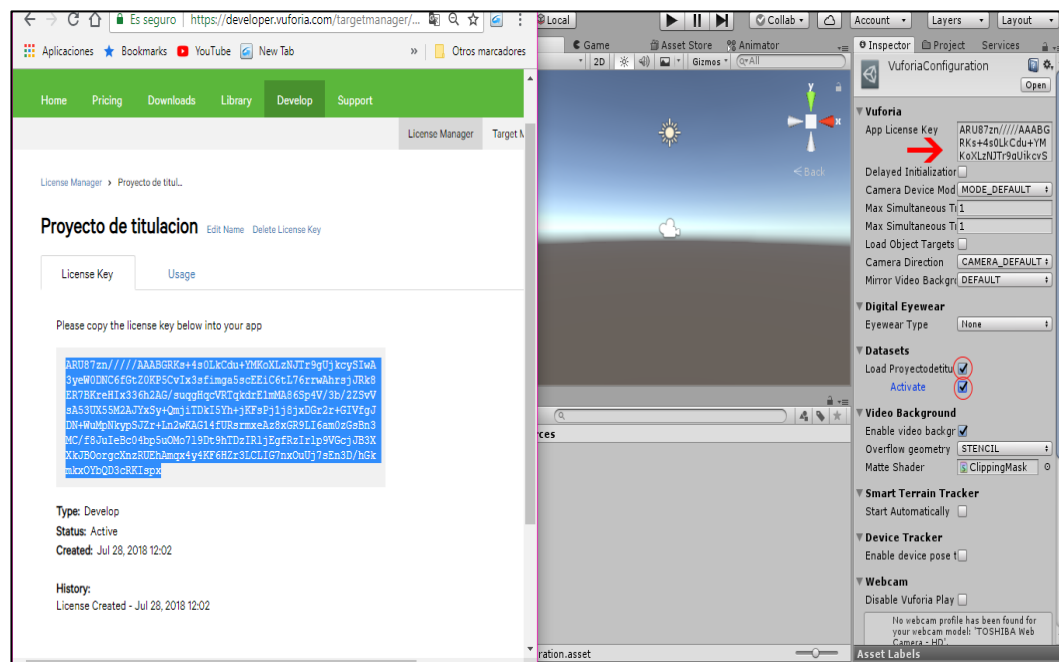 Es seguro | https://developer.vuforia.com/targetmanager/...
Aplicaciones Bookmarks YouTube New Tab » Otros marcadores
Home Pricing Downloads Library Develop Support
License Manager Target M
License Manager > Proyecto de titul...
Proyecto de titulacion Edit Name Delete License Key
License Key Usage
Please copy the license key below into your app
ARU87zn/////AAABGRKs+4s0LkCdu+YMKoXLzNJTr9gUjkcySIwA
3yeW0DNC6fGtZ0KP5CvIx3sfimga5scEEiC6tL76rrwAhrsjJRk8
ER7BKreHIx336h2AG/suqgHqcVRTqkdrE1mMA86Sp4V/3b/2ZSvV
sA53UX55M2AJYxSy+QmjiTDkI5Yh+jKFsPj1j8jxDGr2r+GIVfgJ
DN+WuMpNkypSJZr+Ln2wKAG14fURsrmxeAz8xGR9LI6am0zGsBn3
MC/f8JuIeBc04bp5uOMo7l9Dt9hTDzIRljEgfRzIrlp9VGcjJB3X
XkJBOorgcXnzRUEhAmqx4y4KF6HZr3LCLIG7nxOuUj7sEn3D/hGk
mkxOYbQD3cRKIspx
Type: Develop
Status: Active
Created: Jul 28, 2018 12:02
History:
License Created - Jul 28, 2018 12:02
Local Collab Account Layers Layout
Game Asset Store Animator
2D Gizmos All
y
x
Back
ration.asset
Inspector Project Services
VuforiaConfiguration
Open
Vuforia
App License Key ARU87zn/////AAABG
RKs+4s0LkCdu+YM
KoXLzNJTr9gUikcvS
Delayed Initialization
Camera Device Mod MODE_DEFAULT
Max Simultaneous Tr 1
Max Simultaneous Tr 1
Load Object Targets
Camera Direction CAMERA_DEFAULT
Mirror Video Backgr DEFAULT
Digital Eyewear
Eyewear Type None
Datasets
Load Proyectodetitu
Activate
Video Background
Enable video backgr
Overflow geometry STENCIL
Matte Shader ClippingMask
Smart Terrain Tracker
Start Automatically
Device Tracker
Enable device pose t
Webcam
Disable Vuforia Play
No webcam profile has been found for
your webcam model: 'TOSHIBA Web
Camera - HD'.
Asset Labels